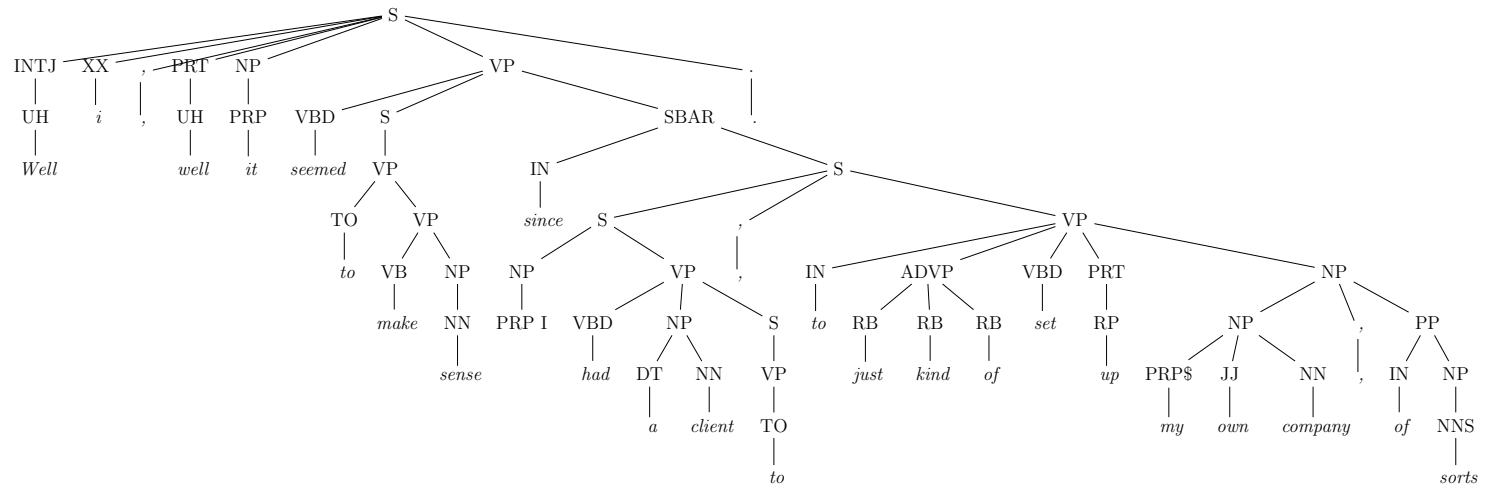 S
INTJ XX , PRT NP VP .
UH i , UH PRP VBD S SBAR .
Well well it seemed VP IN S
TO VP since S , VP
to VB NP NP VP , IN ADVP VBD PRT NP
make NN PRP I VBD NP S to RB RB RB set RP NP , PP
sense had DT NN VP just kind of up PRP$ JJ NN , IN NP
a client TO my own company of NNS
to sorts